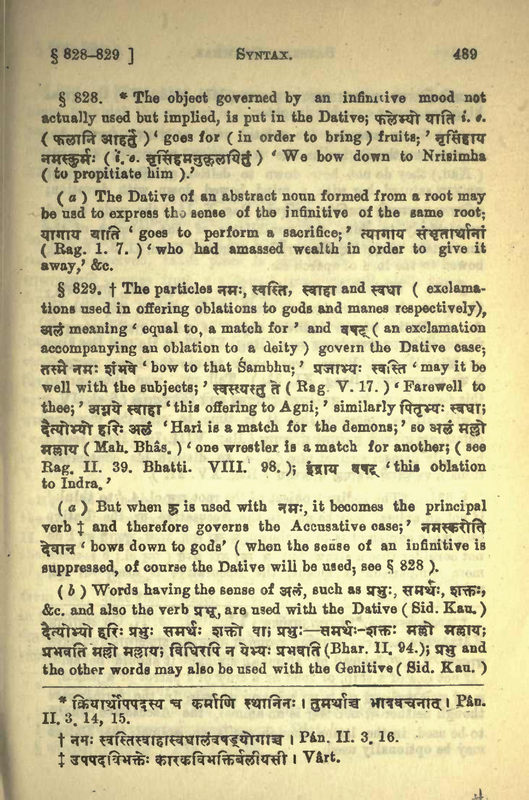 § 828-829 ] SYNTAX. 489
§ 828. * The object governed by an infinitive mood not
actually used but implied, is put in the Dative; फलेभ्यो याति i. e.
( फलानि आहर्तुं ) ‘ goes for ( in order to bring ) fruits; ’ नृसिंहाय
नमस्कुर्मः ( i. e. नृसिंहमनुकूलयितुं ) ‘ We bow down to Nrisimha
( to propitiate him ).’
( a ) The Dative of an abstract noun formed from a root may
be usd to express the sense of the infinitive of the same root;
यागाय याति ‘ goes to perform a sacrifice; ’ त्यागाय संभृतार्थानां
( Rag. 1. 7. ) ‘ who had amassed wealth in order to give it
away,’ &c.
§ 829. † The particles नमः, स्वस्ति, स्वाहा and स्वधा ( exclama-
tions used in offering oblations to gods and manes respectively),
अलं meaning ‘ equal to, a match for ’ and वषट् ( an exclamation
accompanying an oblation to a deity ) govern the Dative case;
तस्मै नमः शंभवे ‘ bow to that Śambhu; ’ प्रजाभ्यः स्वस्ति ‘ may it be
well with the subjects; ’ स्वस्त्यस्तु ते ( Rag. V. 17. ) ‘ Farewell to
thee; ’ अग्नये स्वाहा ‘ this offering to Agni; ’ similarly पितृभ्यः स्वधा;
दैत्येभ्यो हरिः अलं ‘ Hari is a match for the demons; ’ so अलं मल्लो
मल्लाय ( Mah. Bhâs. ) ‘ one wrestler is a match for another; ( see
Rag. II. 39. Bhatti. VIII. 98. ); इंद्राय वषट् ‘ this oblation
to Indra. ’
( a ) But when कृ is used with नमः, it becomes the principal
verb ‡ and therefore governs the Accusative case; ’ नमस्करोति
देवान् ‘ bows down to gods’ ( when the sense of an infinitive is
suppressed, of course the Dative will be used, see § 828 ).
( b ) Words having the sense of अलं, such as प्रभुः, समर्थः, शक्तः,
&c. and also the verb प्रभू, are used with the Dative ( Sid. Kau. )
दैत्येभ्यो हरिः प्रभुः समर्थः शक्तो वा; प्रभुः—समर्थः-शक्तः मल्लो मल्लाय;
प्रभवति मल्लो मल्लाय; विधिरपि न येभ्यः प्रभवति (Bhar. II. 94.); प्रभु and
the other words may also be used with the Genitive ( Sid. Kau. )
* क्रियार्थोपपदस्य च कर्माणि स्थानिनः । तुमर्थाच्च भाववचनात् । Pân.
II. 3. 14, 15.
† नमः स्वस्तिस्वाहास्वधालंवषड्योगाच्च । Pán. II. 3. 16.
‡ उपपदविभक्तेः कारकविभक्तिर्बलीयसी । Vârt.